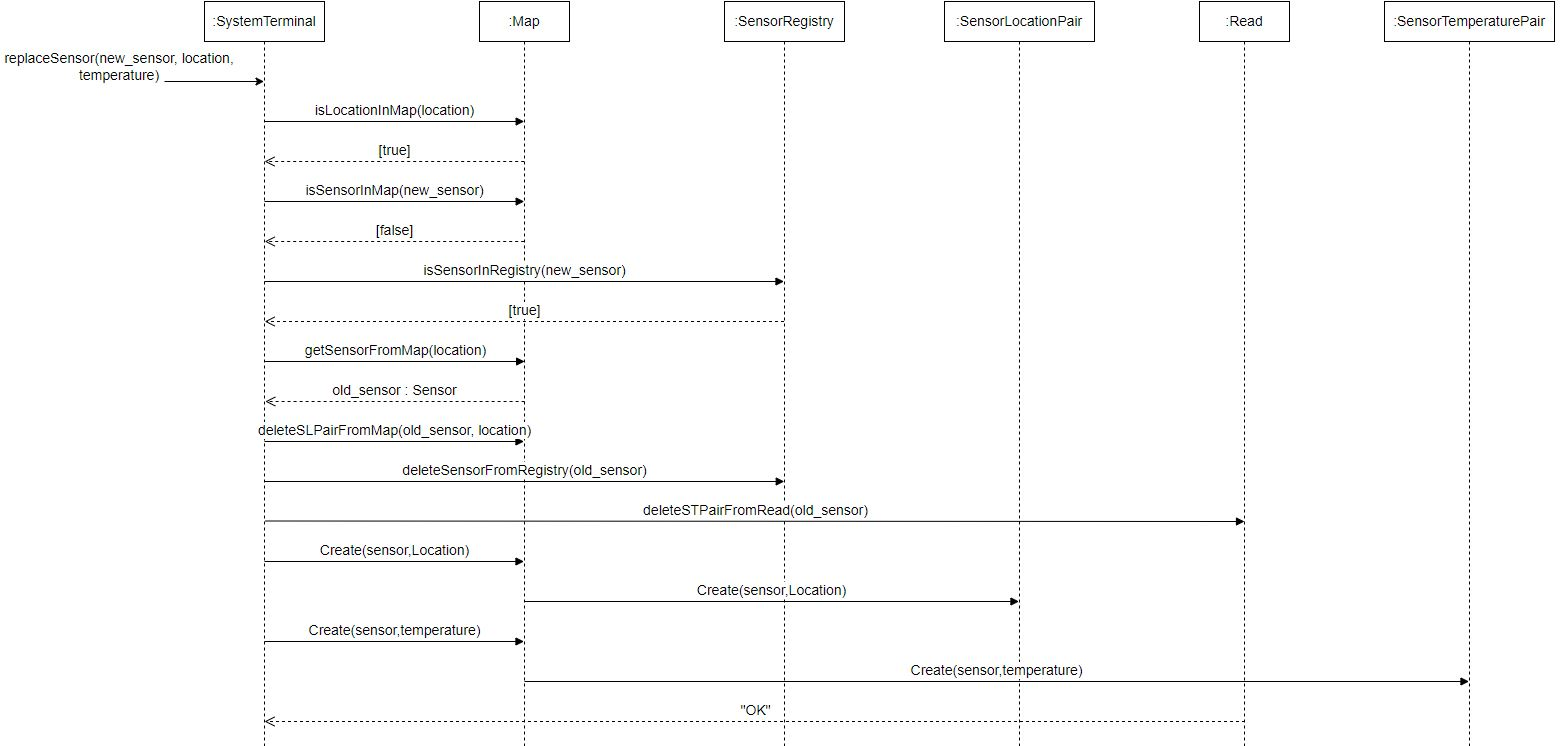 :SystemTerminal
:Map
:SensorRegistry
:SensorLocationPair
:Read
:SensorTemperaturePair
replaceSensor(new_sensor, location,
temperature)
isLocationInMap(location)
[true]
isSensorInMap(new_sensor)
[false]
isSensorInRegistry(new_sensor)
[true]
getSensorFromMap(location)
old_sensor : Sensor
deleteSLPairFromMap(old_sensor, location)
deleteSensorFromRegistry(old_sensor)
deleteSTPairFromRead(old_sensor)
Create(sensor,Location)
Create(sensor,Location)
Create(sensor,temperature)
Create(sensor,temperature)
"OK"